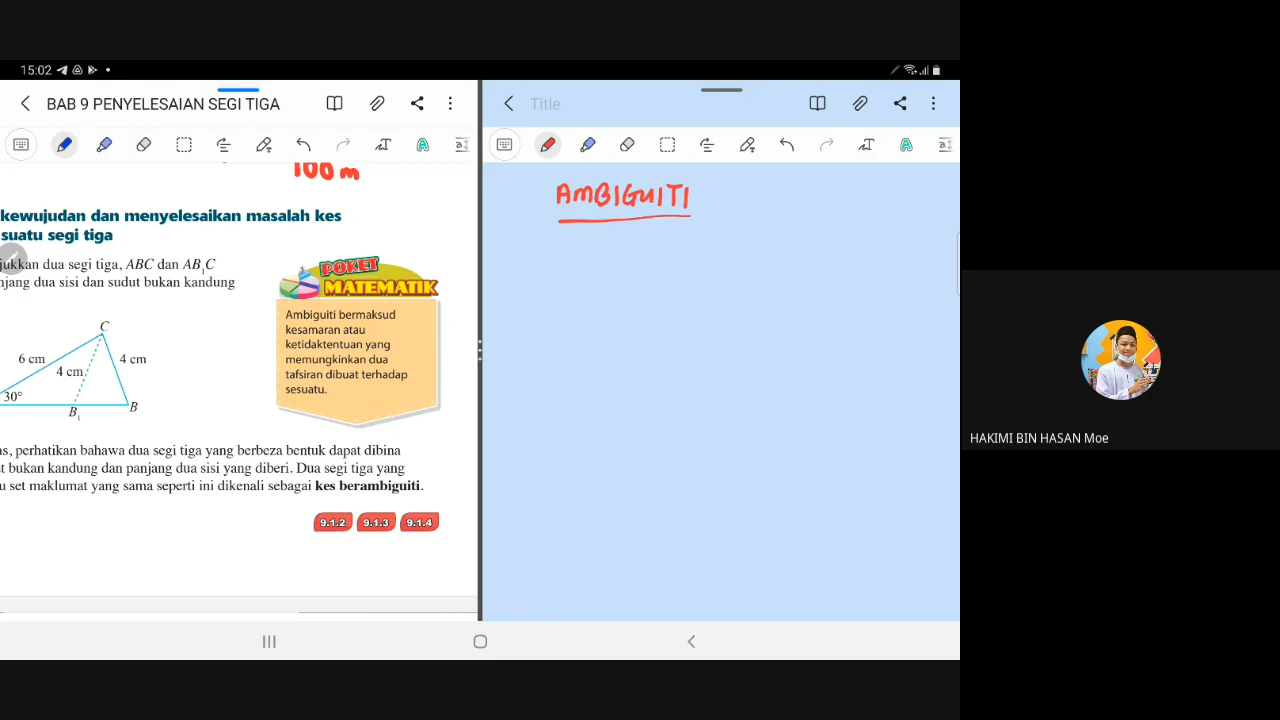 15:02
BAB 9 PENYELESAIAN SEGI TIGA
100 m
kewujudan dan menyelesaikan masalah kes
suatu segi tiga
jukkan dua segi tiga, ABC dan AB₁C
njang dua sisi dan sudut bukan kandung
POKET
MATEMATIK
Ambiguiti bermaksud
kesamaran atau
ketidaktentuan yang
memungkinkan dua
tafsiran dibuat terhadap
sesuatu.
C
6 cm
4 cm
4 cm
30°
B₁
B
as, perhatikan bahawa dua segi tiga yang berbeza bentuk dapat dibina
t bukan kandung dan panjang dua sisi yang diberi. Dua segi tiga yang
u set maklumat yang sama seperti ini dikenali sebagai kes berambiguiti.
9.1.2 9.1.3 9.1.4
Title
AMBIGUITI
HAKIMI BIN HASAN Moe